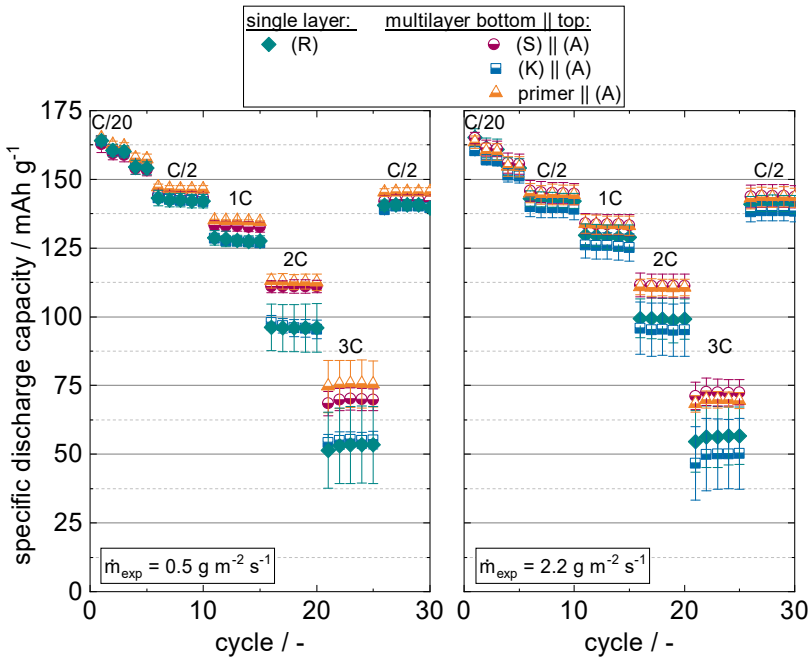 single layer: multilayer bottom || top:
(R) (S) || (A)
(K) || (A)
primer || (A)
specific discharge capacity / mAh g⁻¹
175
150
125
100
75
50
25
0
C/20
C/2
1C
2C
3C
C/2
ṁexp = 0.5 g m⁻² s⁻¹
0 10 20 30
cycle / -
C/20
C/2
1C
2C
3C
C/2
ṁexp = 2.2 g m⁻² s⁻¹
0 10 20 30
cycle / -